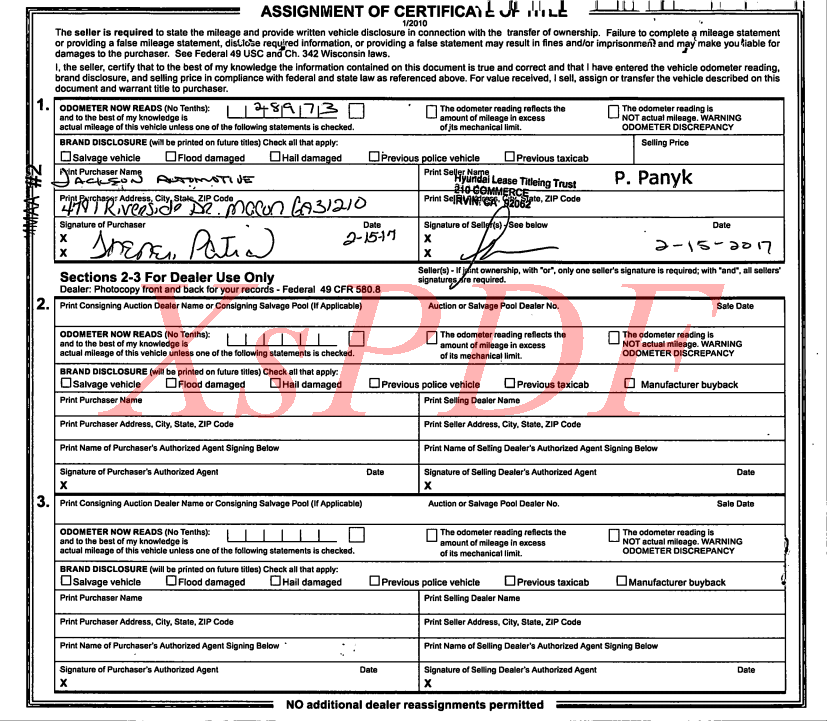 ASSIGNMENT OF CERTIFICATE OF TITLE
1/2010
The seller is required to state the mileage and provide written vehicle disclosure in connection with the transfer of ownership. Failure to complete a mileage statement
or providing a false mileage statement, disclose required information, or providing a false statement may result in fines and/or imprisonment and may make you liable for
damages to the purchaser. See Federal 49 USC and Ch. 342 Wisconsin laws.
I, the seller, certify that to the best of my knowledge the information contained on this document is true and correct and that I have entered the vehicle odometer reading,
brand disclosure, and selling price in compliance with federal and state law as referenced above. For value received, I sell, assign or transfer the vehicle described on this
document and warrant title to purchaser.
#MAA #2
1.
ODOMETER NOW READS (No Tenths): 28973
and to the best of my knowledge is
actual mileage of this vehicle unless one of the following statements is checked.
The odometer reading reflects the
amount of mileage in excess
of its mechanical limit.
The odometer reading is
NOT actual mileage. WARNING
ODOMETER DISCREPANCY
BRAND DISCLOSURE (will be printed on future titles) Check all that apply:
Salvage vehicle Flood damaged Hail damaged Previous police vehicle Previous taxicab
Selling Price
Print Purchaser Name
JACKSON AUTOMOTIVE
Print Seller Name
Hyundai Lease Titleing Trust
P. Panyk
Print Purchaser Address, City, State, ZIP Code
Riverside Dr. Macon Ga 31210
Print Seller Address, City, State, ZIP Code
210 COMMERCE
IRVIN, CA 92062
Signature of Purchaser Date
X
X
2-15-17
Signature of Seller(s) - See below Date
X
X
2-15-2017
Seller(s) - If joint ownership, with "or", only one seller's signature is required; with "and", all sellers'
signatures are required.
Sections 2-3 For Dealer Use Only
Dealer: Photocopy front and back for your records - Federal 49 CFR 580.8
2.
Print Consigning Auction Dealer Name or Consigning Salvage Pool (If Applicable) Auction or Salvage Pool Dealer No. Sale Date
ODOMETER NOW READS (No Tenths):
and to the best of my knowledge is
actual mileage of this vehicle unless one of the following statements is checked.
The odometer reading reflects the
amount of mileage in excess
of its mechanical limit.
The odometer reading is
NOT actual mileage. WARNING
ODOMETER DISCREPANCY
BRAND DISCLOSURE (will be printed on future titles) Check all that apply:
Salvage vehicle Flood damaged Hail damaged Previous police vehicle Previous taxicab Manufacturer buyback
Print Purchaser Name Print Selling Dealer Name
Print Purchaser Address, City, State, ZIP Code Print Seller Address, City, State, ZIP Code
Print Name of Purchaser's Authorized Agent Signing Below Print Name of Selling Dealer's Authorized Agent Signing Below
Signature of Purchaser's Authorized Agent Date Signature of Selling Dealer's Authorized Agent Date
X X
XsPDF
3.
Print Consigning Auction Dealer Name or Consigning Salvage Pool (If Applicable) Auction or Salvage Pool Dealer No. Sale Date
ODOMETER NOW READS (No Tenths):
and to the best of my knowledge is
actual mileage of this vehicle unless one of the following statements is checked.
The odometer reading reflects the
amount of mileage in excess
of its mechanical limit.
The odometer reading is
NOT actual mileage. WARNING
ODOMETER DISCREPANCY
BRAND DISCLOSURE (will be printed on future titles) Check all that apply:
Salvage vehicle Flood damaged Hail damaged Previous police vehicle Previous taxicab Manufacturer buyback
Print Purchaser Name Print Selling Dealer Name
Print Purchaser Address, City, State, ZIP Code Print Seller Address, City, State, ZIP Code
Print Name of Purchaser's Authorized Agent Signing Below Print Name of Selling Dealer's Authorized Agent Signing Below
Signature of Purchaser's Authorized Agent Date Signature of Selling Dealer's Authorized Agent Date
X X
NO additional dealer reassignments permitted